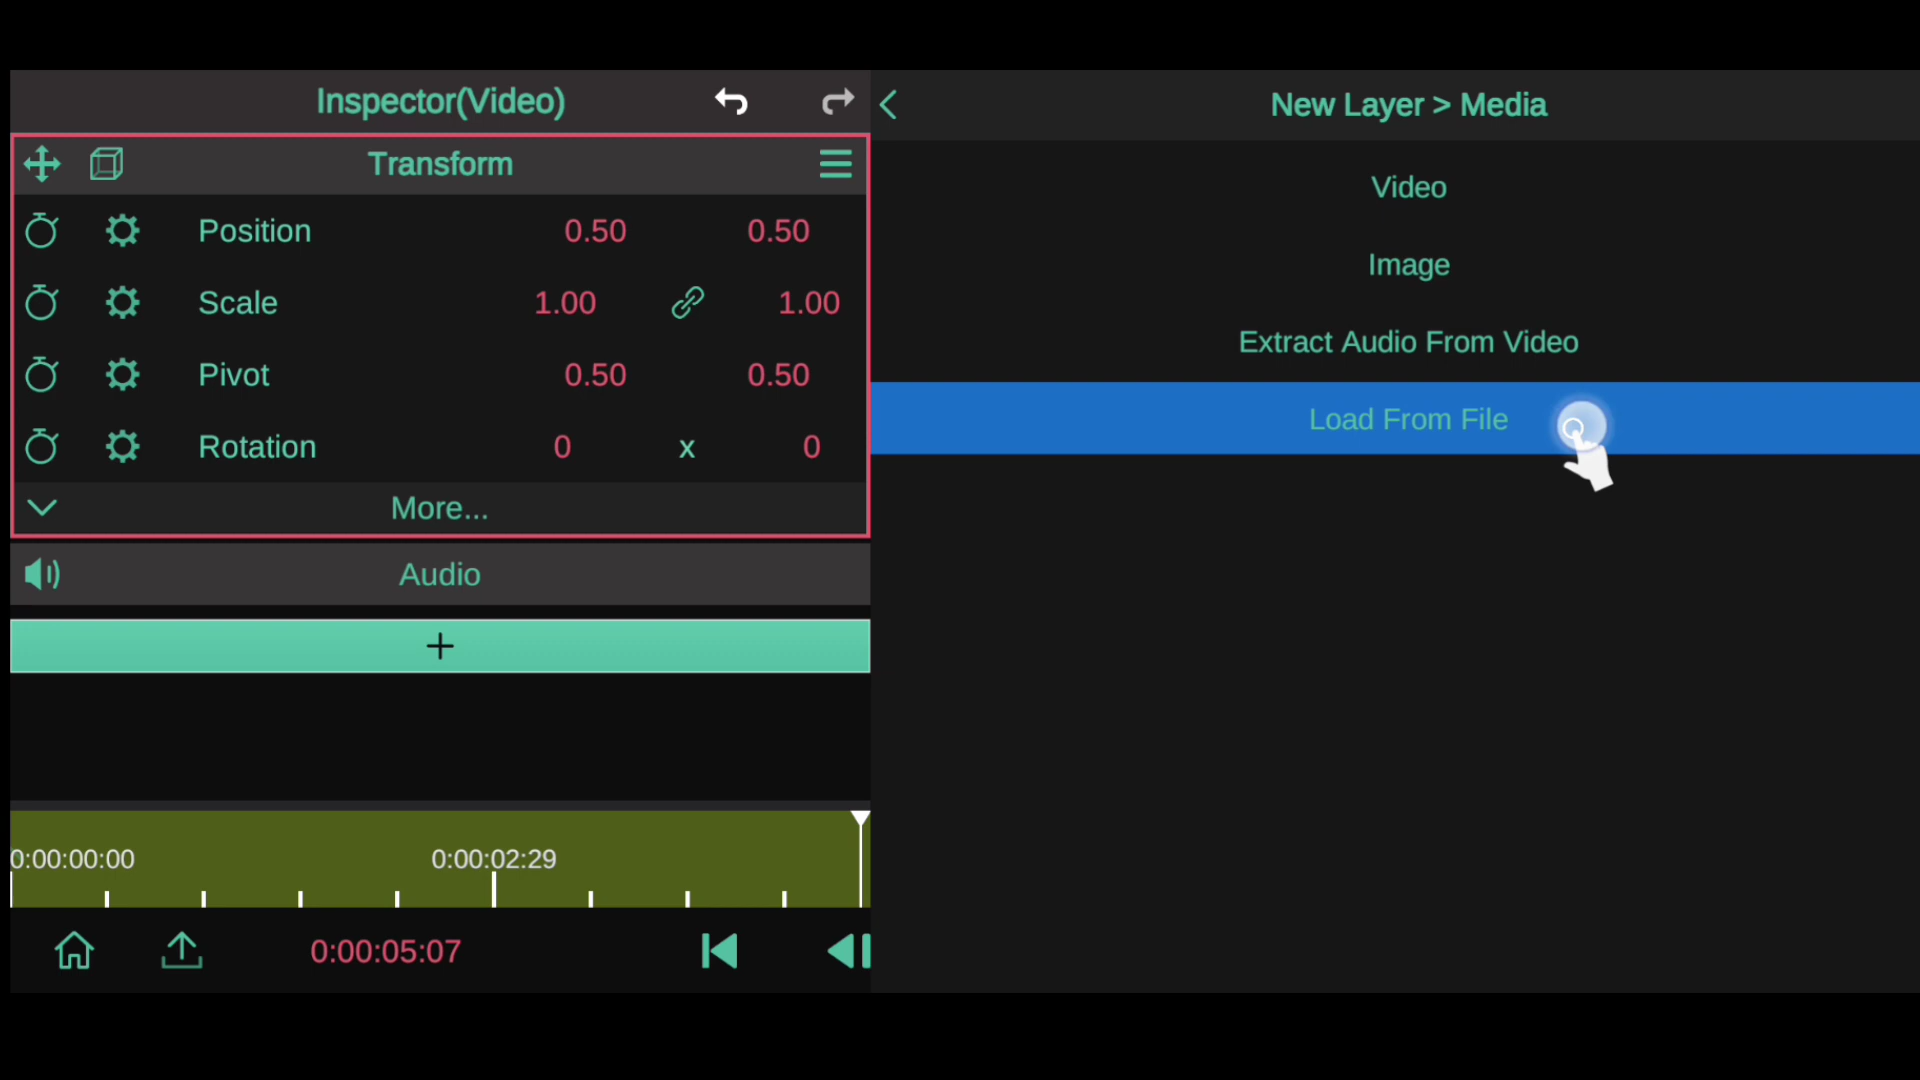 Inspector(Video)
Transform
Position 0.50 0.50
Scale 1.00 1.00
Pivot 0.50 0.50
Rotation 0 x 0
More...
Audio
+
0:00:00:00 0:00:02:29
0:00:05:07
New Layer > Media
Video
Image
Extract Audio From Video
Load From File